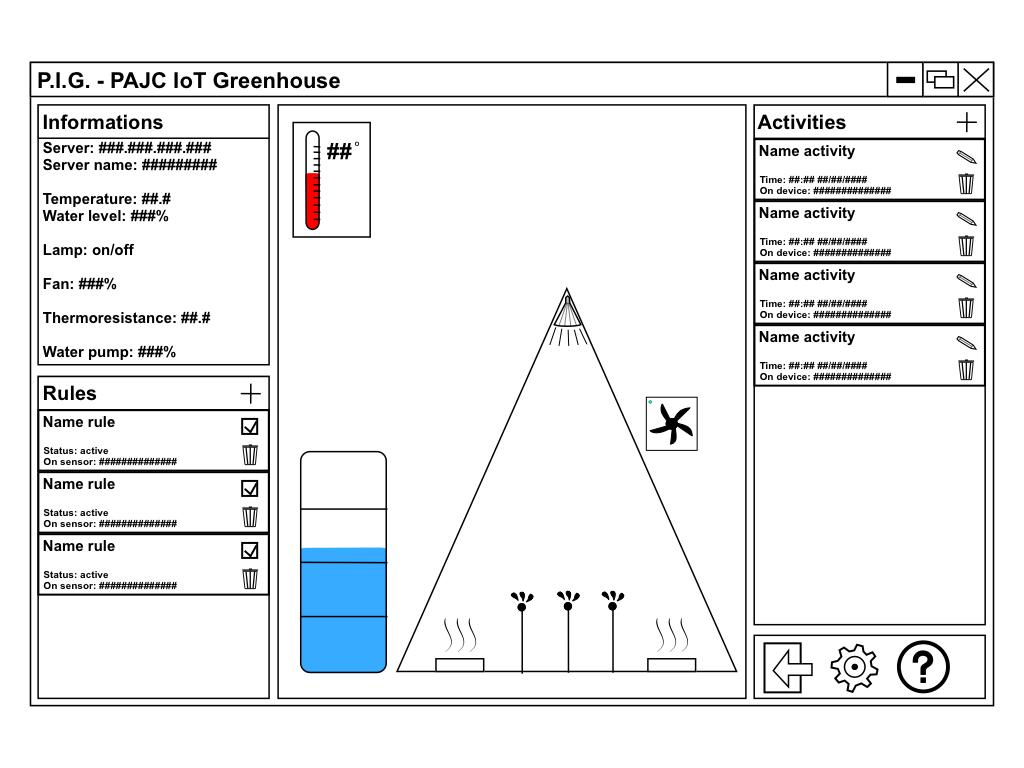 P.I.G. - PAJC IoT Greenhouse
Informations
Server: ###.###.###.###
Server name: #########
Temperature: ##.#
Water level: ###%
Lamp: on/off
Fan: ###%
Thermoresistance: ##.#
Water pump: ###%
Rules
Name rule
Status: active
On sensor: ##############
Name rule
Status: active
On sensor: ##############
Name rule
Status: active
On sensor: ##############
##°
Activities
Name activity
Time: ##:## ##/##/####
On device: ##############
Name activity
Time: ##:## ##/##/####
On device: ##############
Name activity
Time: ##:## ##/##/####
On device: ##############
Name activity
Time: ##:## ##/##/####
On device: ##############
?